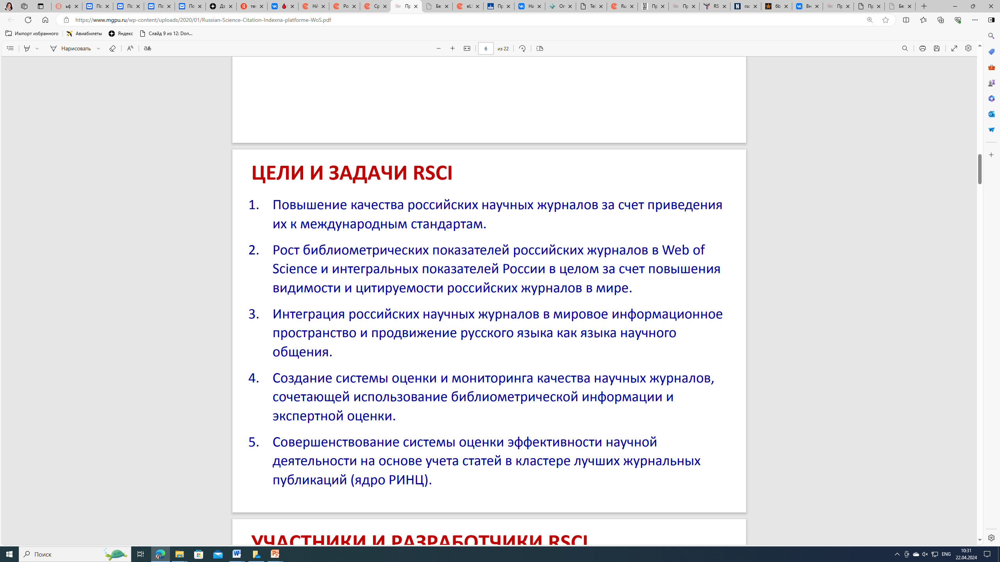 ьф
По
По
По
По
Дз
тег
НА
Ро
Ср
Пр
Бе
eLI
Пр
На
Tel
Ru
Пр
Пр
RS
rsc
Вн
Пр
Пр
Бе
https://www.mgpu.ru/wp-content/uploads/2020/01/Russian-Science-Citation-Indexna-platforme-WoS.pdf
Импорт избранного
Авиабилеты
Яндекс
Слайд 9 из 12: Don...
Нарисовать
6
из 22
ЦЕЛИ И ЗАДАЧИ RSCI
1. Повышение качества российских научных журналов за счет приведения
их к международным стандартам.
2. Рост библиометрических показателей российских журналов в Web of
Science и интегральных показателей России в целом за счет повышения
видимости и цитируемости российских журналов в мире.
3. Интеграция российских научных журналов в мировое информационное
пространство и продвижение русского языка как языка научного
общения.
4. Создание системы оценки и мониторинга качества научных журналов,
сочетающей использование библиометрической информации и
экспертной оценки.
5. Совершенствование системы оценки эффективности научной
деятельности на основе учета статей в кластере лучших журнальных
публикаций (ядро РИНЦ).
УЧАСТНИКИ И РАЗРАБОТЧИКИ RSCI
Поиск
ENG
10:31
22.04.2024